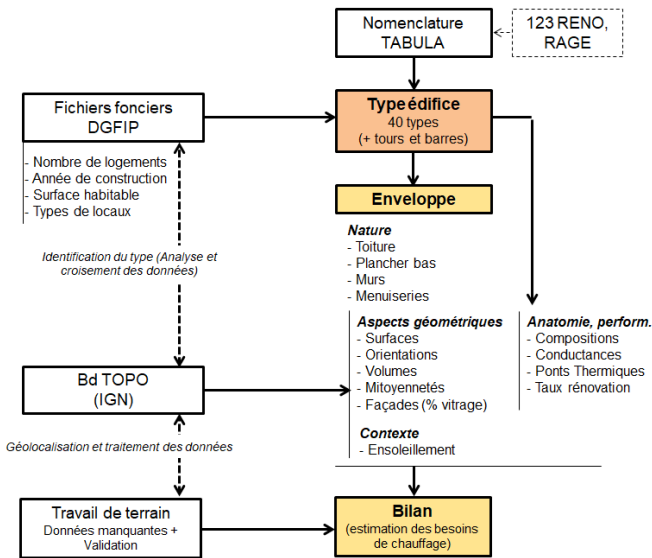 Nomenclature
TABULA
123 RENO,
RAGE
Fichiers fonciers
DGFIP
- Nombre de logements
- Année de construction
- Surface habitable
- Types de locaux
Type édifice
40 types
(+ tours et barres)
Enveloppe
Nature
- Toiture
- Plancher bas
- Murs
- Menuiseries
Identification du type (Analyse et
croisement des données)
Aspects géométriques
- Surfaces
- Orientations
- Volumes
- Mitoyennetés
- Façades (% vitrage)
Anatomie, perform.
- Compositions
- Conductances
- Ponts Thermiques
- Taux rénovation
Bd TOPO
(IGN)
Contexte
- Ensoleillement
Géolocalisation et traitement des données
Travail de terrain
Données manquantes +
Validation
Bilan
(estimation des besoins
de chauffage)